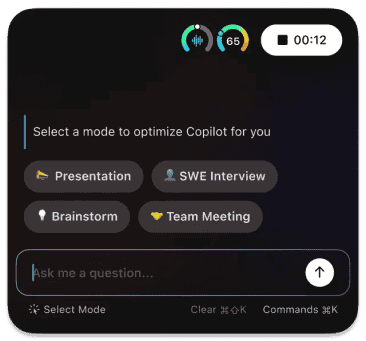 65 00:12
Select a mode to optimize Copilot for you
Presentation SWE Interview
Brainstorm Team Meeting
Ask me a question...
Select Mode Clear ⌘⇧K Commands ⌘K